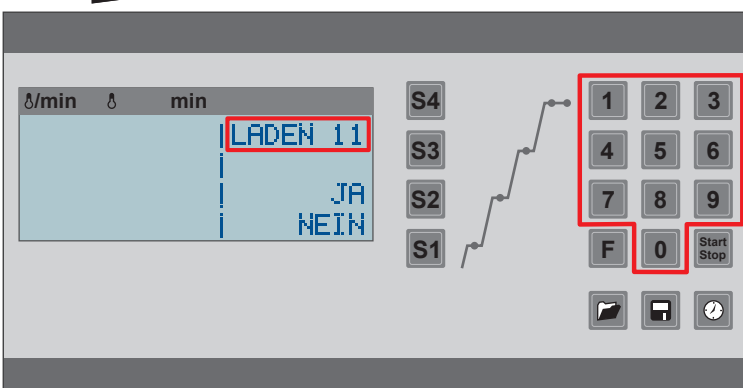 🌡/min 🌡 min
LADEN 11
JA
NEIN
S4
S3
S2
S1
1 2 3
4 5 6
7 8 9
F 0 Start
Stop